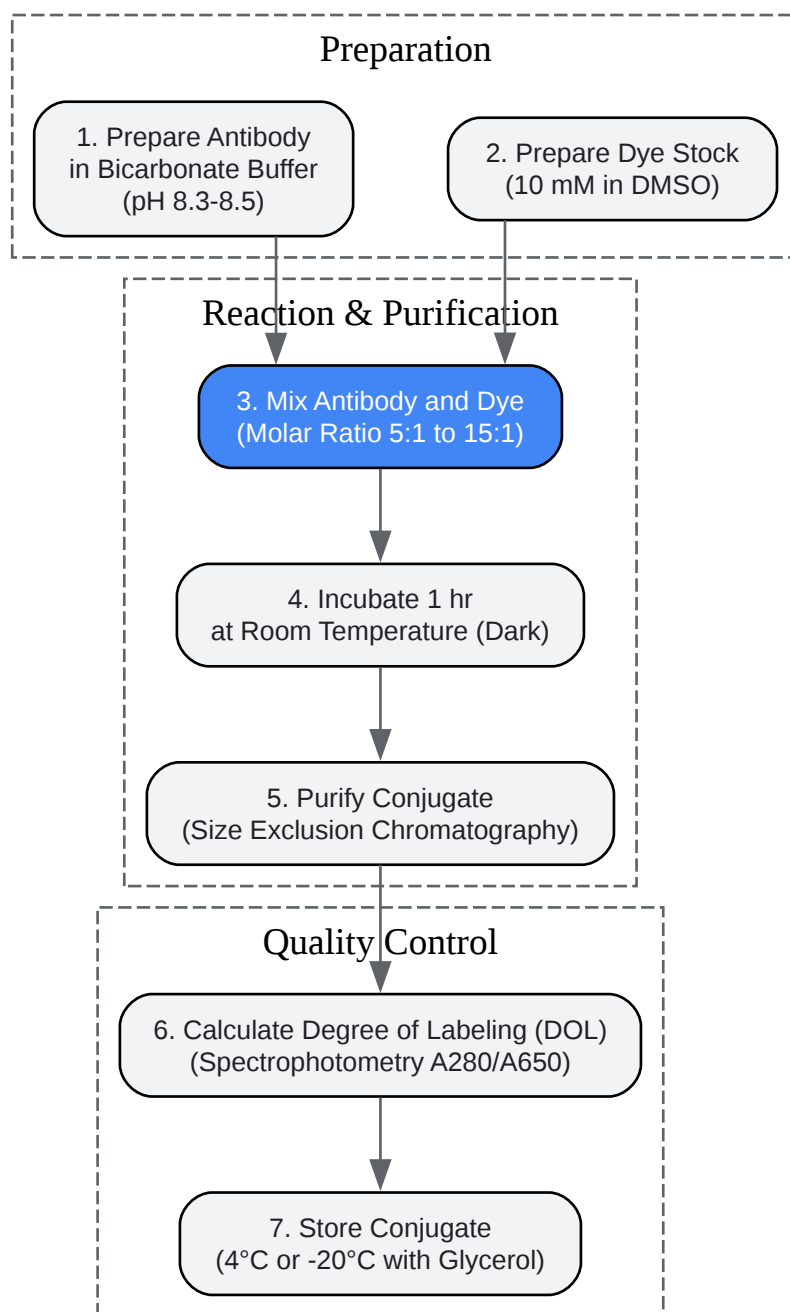 Preparation
1. Prepare Antibody
in Bicarbonate Buffer
(pH 8.3-8.5)
2. Prepare Dye Stock
(10 mM in DMSO)
Reaction & Purification
3. Mix Antibody and Dye
(Molar Ratio 5:1 to 15:1)
4. Incubate 1 hr
at Room Temperature (Dark)
5. Purify Conjugate
(Size Exclusion Chromatography)
Quality Control
6. Calculate Degree of Labeling (DOL)
(Spectrophotometry A280/A650)
7. Store Conjugate
(4°C or -20°C with Glycerol)